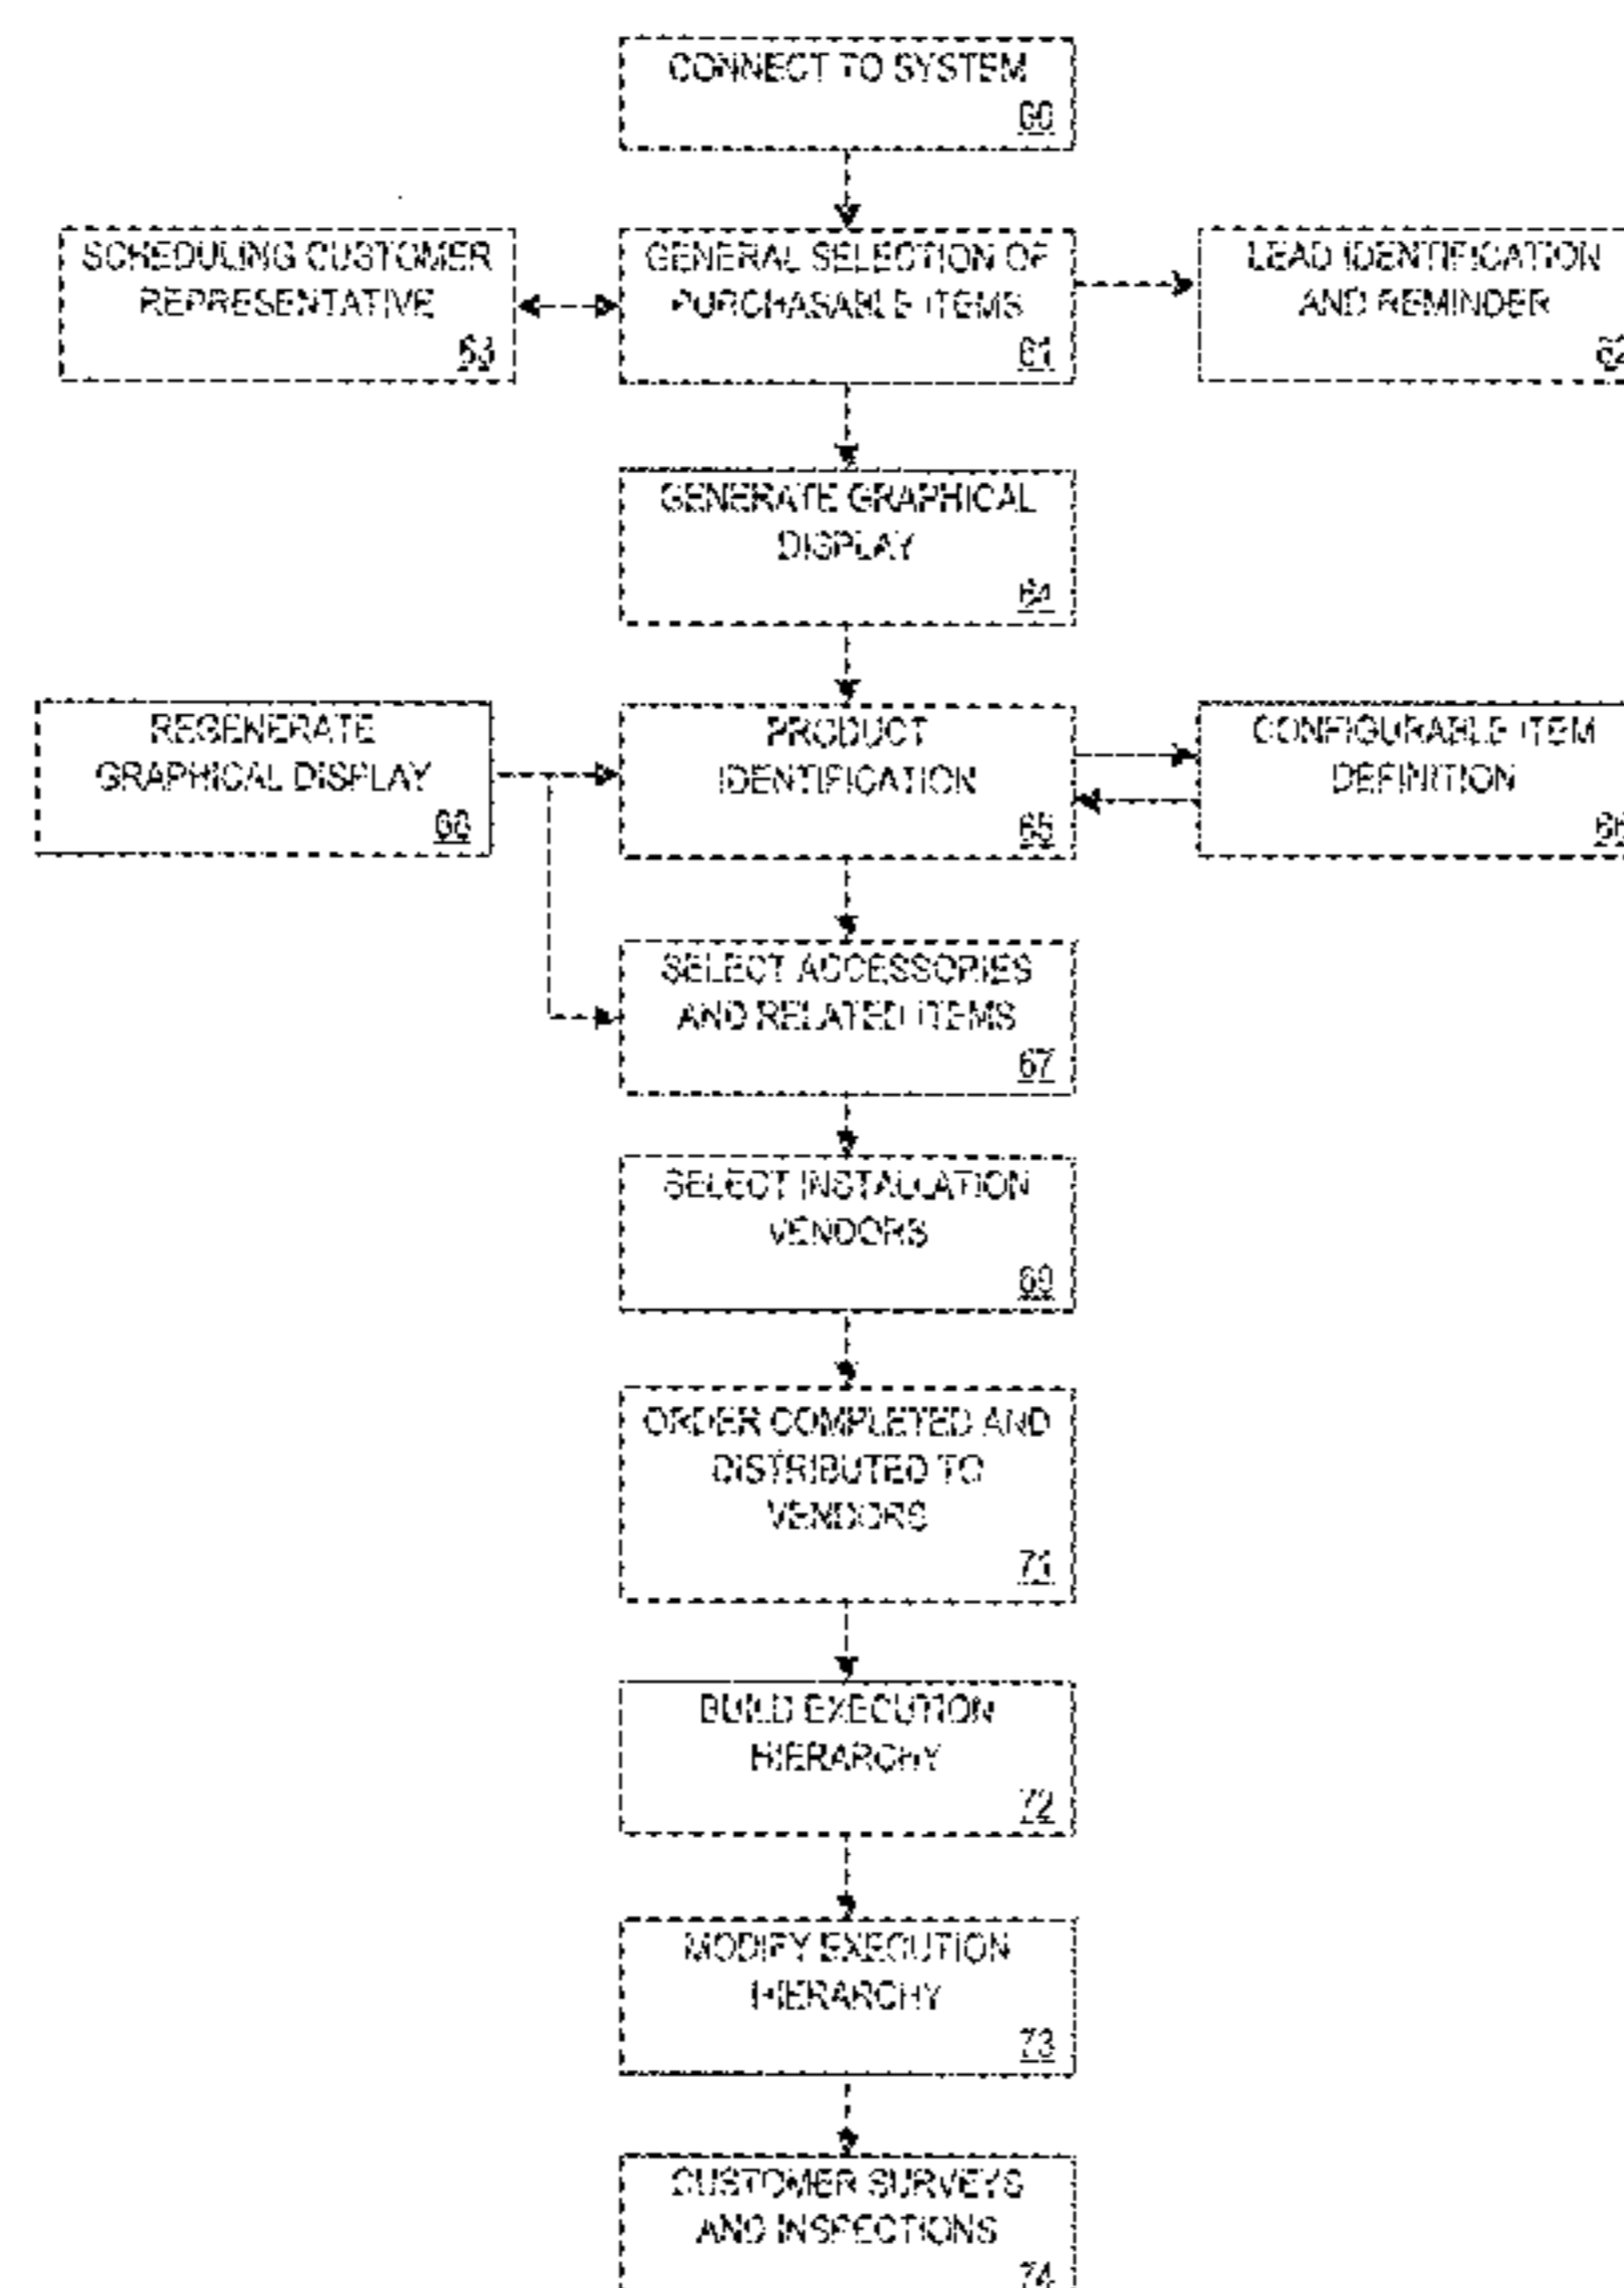 CONNECT TO SYSTEM
60
SCHEDULING CUSTOMER
REPRESENTATIVE
63
GENERAL SELECTION OF
PURCHASABLE ITEMS
61
LEAD IDENTIFICATION
AND REMINDER
62
GENERATE GRAPHICAL
DISPLAY
64
REGENERATE
GRAPHICAL DISPLAY
68
PRODUCT
IDENTIFICATION
65
CONFIGURABLE ITEM
DEFINITION
66
SELECT ACCESSORIES
AND RELATED ITEMS
67
SELECT INSTALLATION
VENDORS
69
ORDER COMPLETED AND
DISTRIBUTED TO
VENDORS
71
BUILD EXECUTION
HIERARCHY
72
MODIFY EXECUTION
HIERARCHY
73
CUSTOMER SURVEYS
AND INSPECTIONS
74